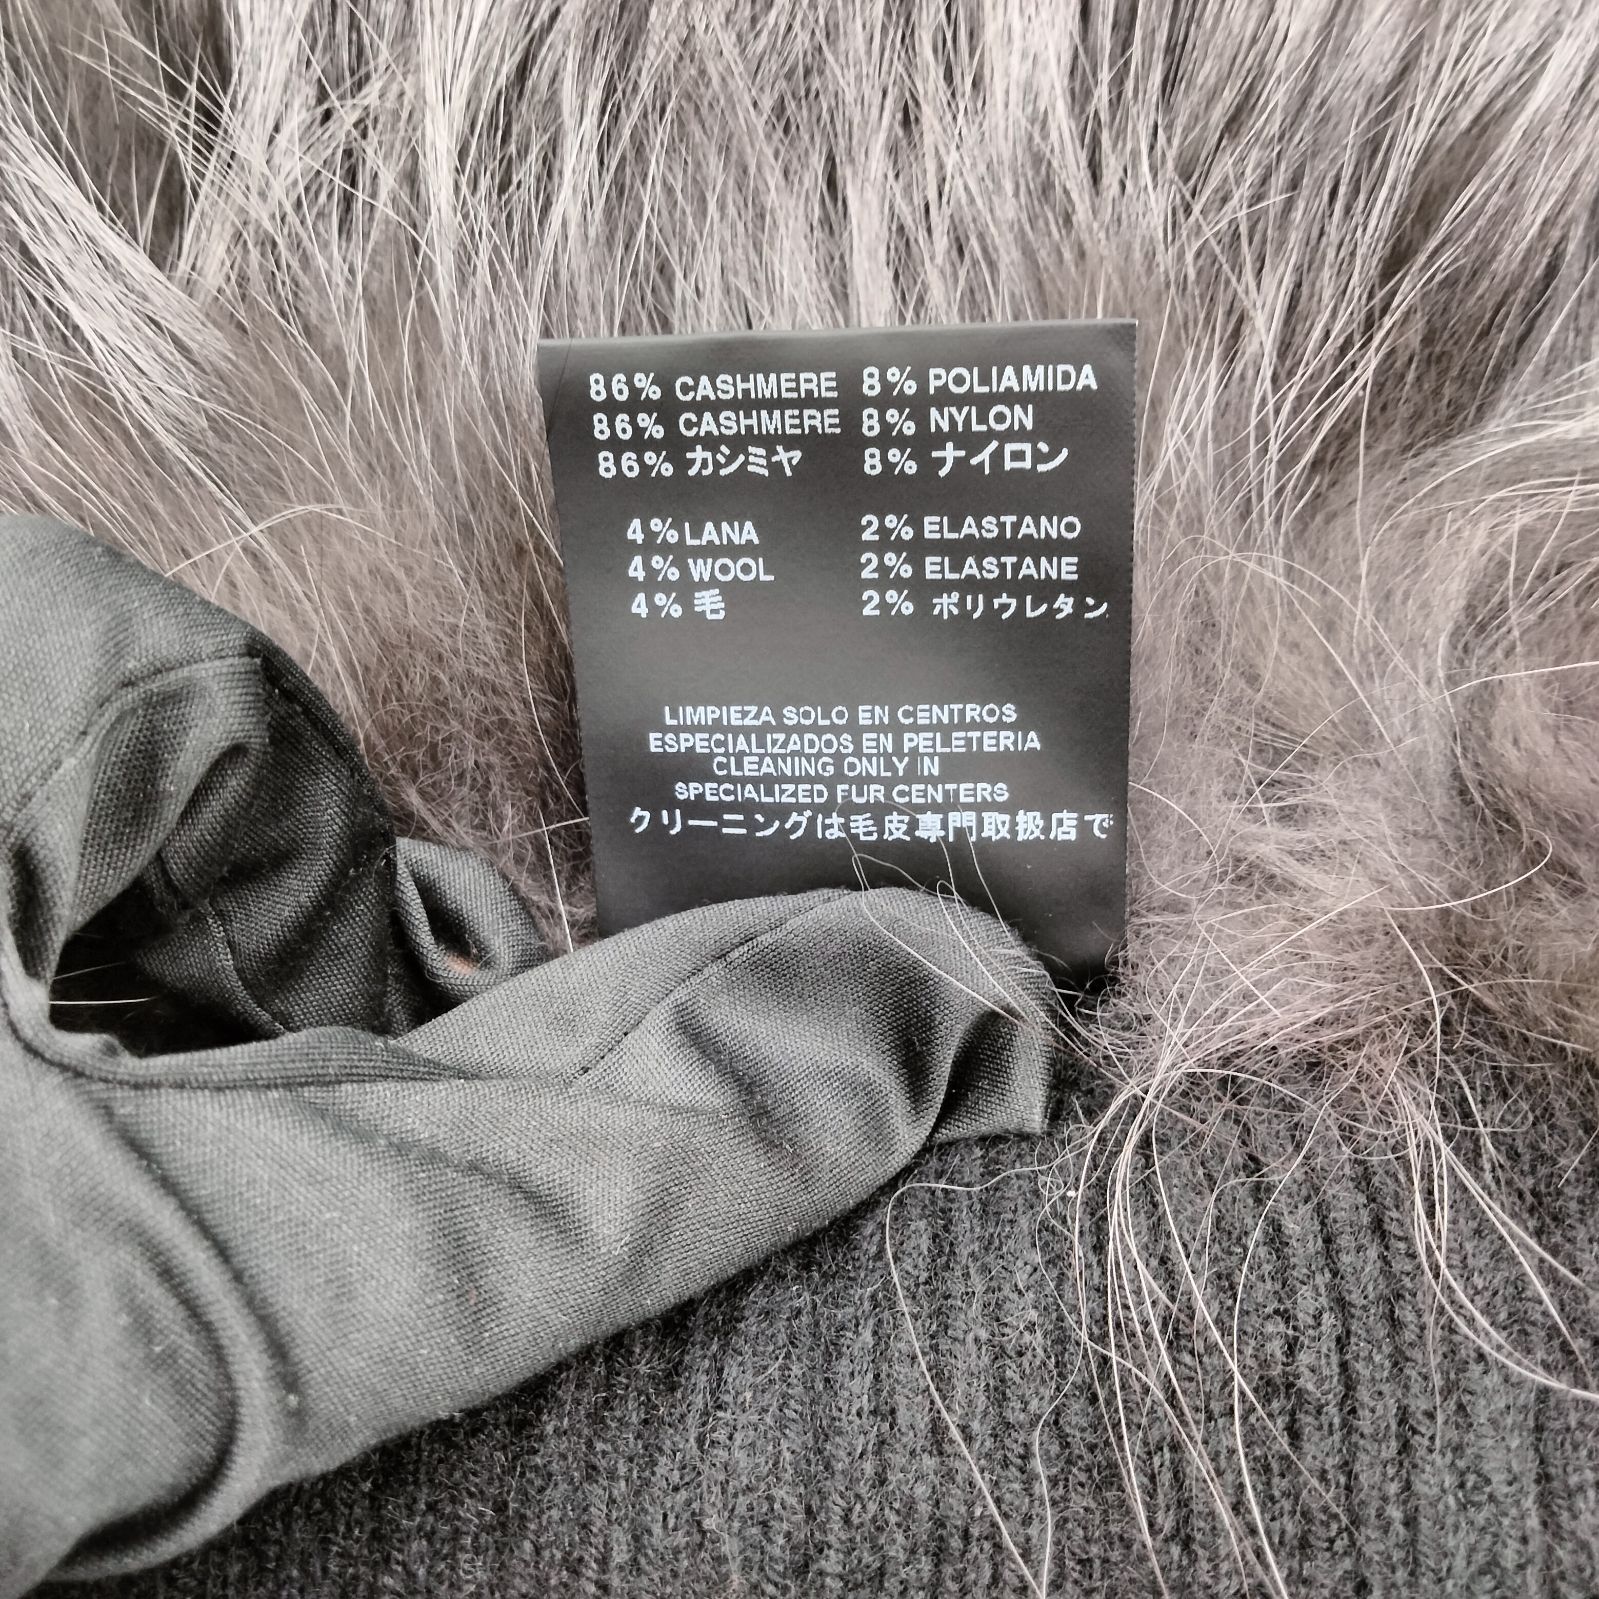 86% CASHMERE 8% POLIAMIDA
86% CASHMERE 8% NYLON
86% カシミヤ 8% ナイロン
4% LANA 2% ELASTANO
4% WOOL 2% ELASTANE
4% 毛 2% ポリウレタン
LIMPIEZA SOLO EN CENTROS
ESPECIALIZADOS EN PELETERIA
CLEANING ONLY IN
SPECIALIZED FUR CENTERS
クリーニングは毛皮専門取扱店で